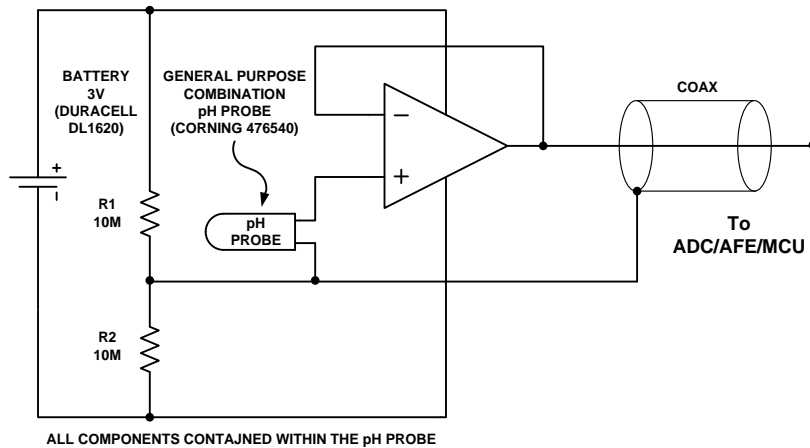 BATTERY
3V
(DURACELL
DL1620)
GENERAL PURPOSE
COMBINATION
pH PROBE
(CORNING 476540)
COAX
+
−
−
+
R1
10M
pH
PROBE
To
ADC/AFE/MCU
R2
10M
ALL COMPONENTS CONTAJNED WITHIN THE pH PROBE